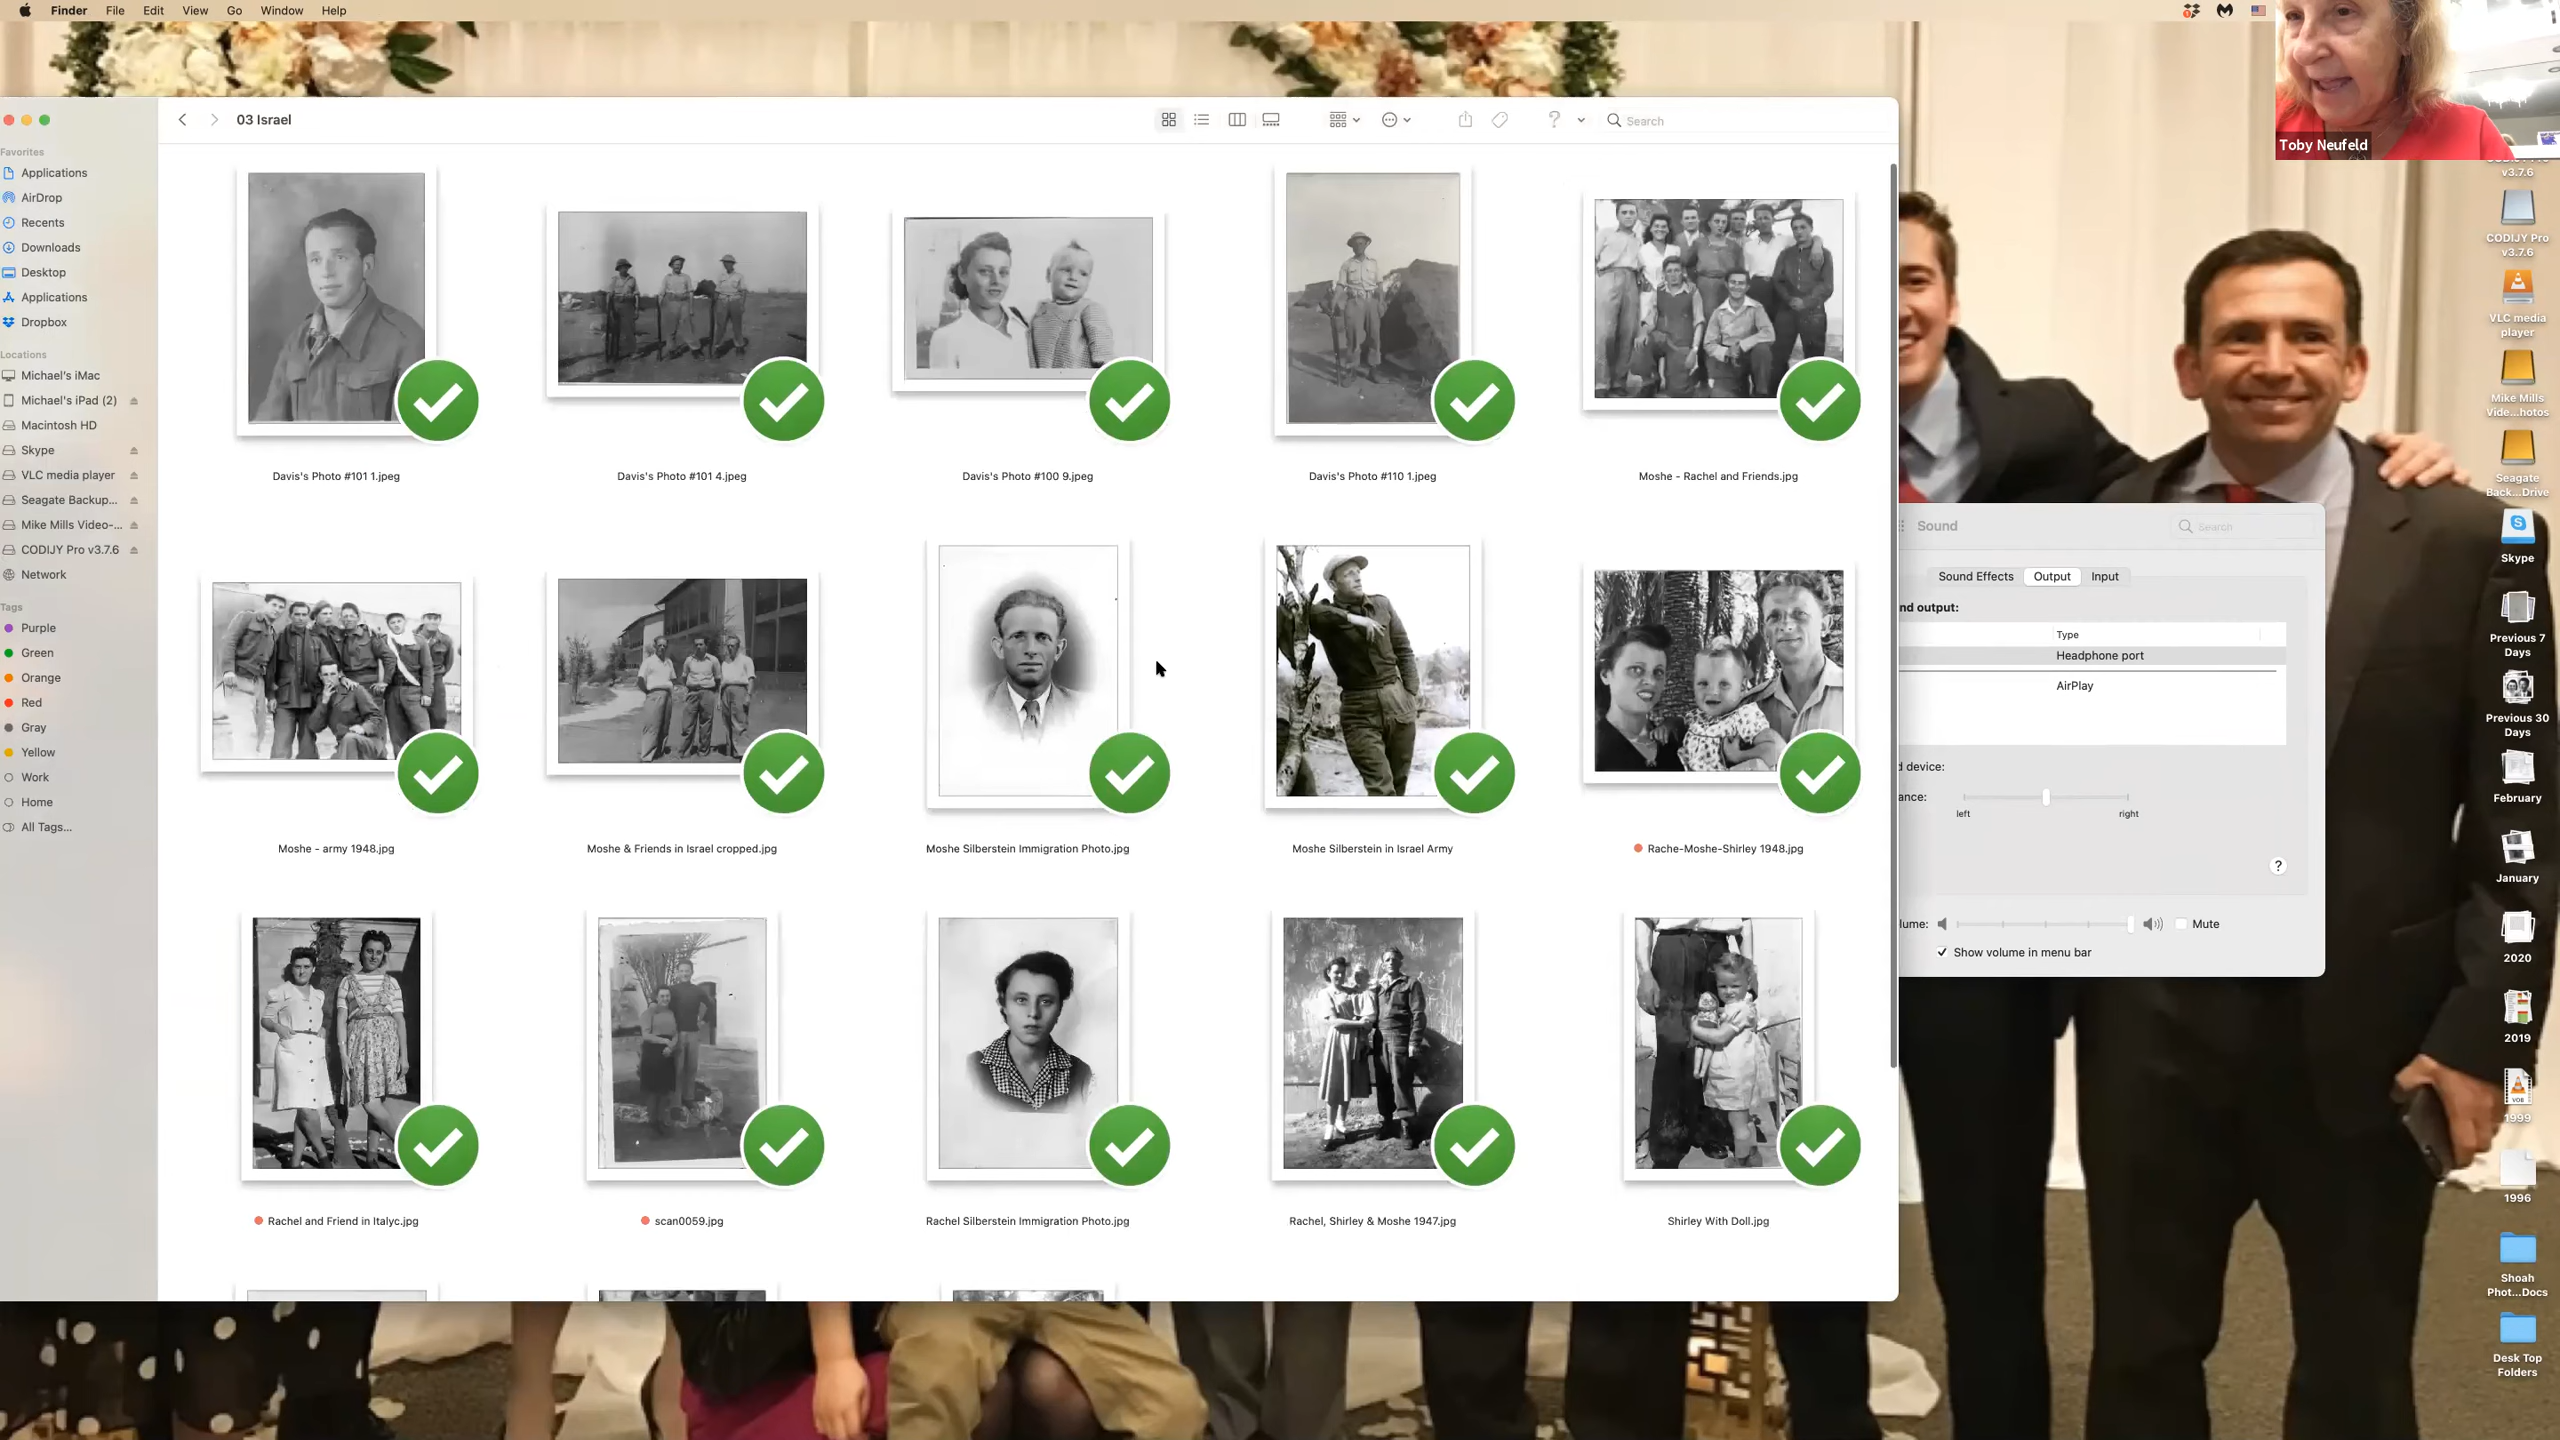 Finder File Edit View Go Window Help
Toby Neufeld
03 Israel
Search
Favorites
Applications
AirDrop
Recents
Downloads
Desktop
Applications
Dropbox
Locations
Michael's iMac
Michael's iPad (2)
Macintosh HD
Skype
VLC media player
Seagate Backup...
Mike Mills Video-...
CODIJY Pro v3.7.6
Network
Tags
Purple
Green
Orange
Red
Gray
Yellow
Work
Home
All Tags...
Davis's Photo #101 1.jpeg
Davis's Photo #101 4.jpeg
Davis's Photo #100 9.jpeg
Davis's Photo #110 1.jpeg
Moshe - Rachel and Friends.jpg
Moshe - army 1948.jpg
Moshe & Friends in Israel cropped.jpg
Moshe Silberstein Immigration Photo.jpg
Moshe Silberstein in Israel Army
Rache-Moshe-Shirley 1948.jpg
Rachel and Friend in Italyc.jpg
scan0059.jpg
Rachel Silberstein Immigration Photo.jpg
Rachel, Shirley & Moshe 1947.jpg
Shirley With Doll.jpg
Sound
Search
Sound Effects Output Input
nd output:
Type
Headphone port
AirPlay
d device:
ance:
left right
?
lume: Mute
Show volume in menu bar
v3.7.6
CODIJY Pro
v3.7.6
VLC media
player
Mike Mills
Vide...hotos
Seagate
Back...Drive
Skype
Previous 7
Days
Previous 30
Days
February
January
2020
2019
VOB
1999
1996
Shoah
Phot...Docs
Desk Top
Folders